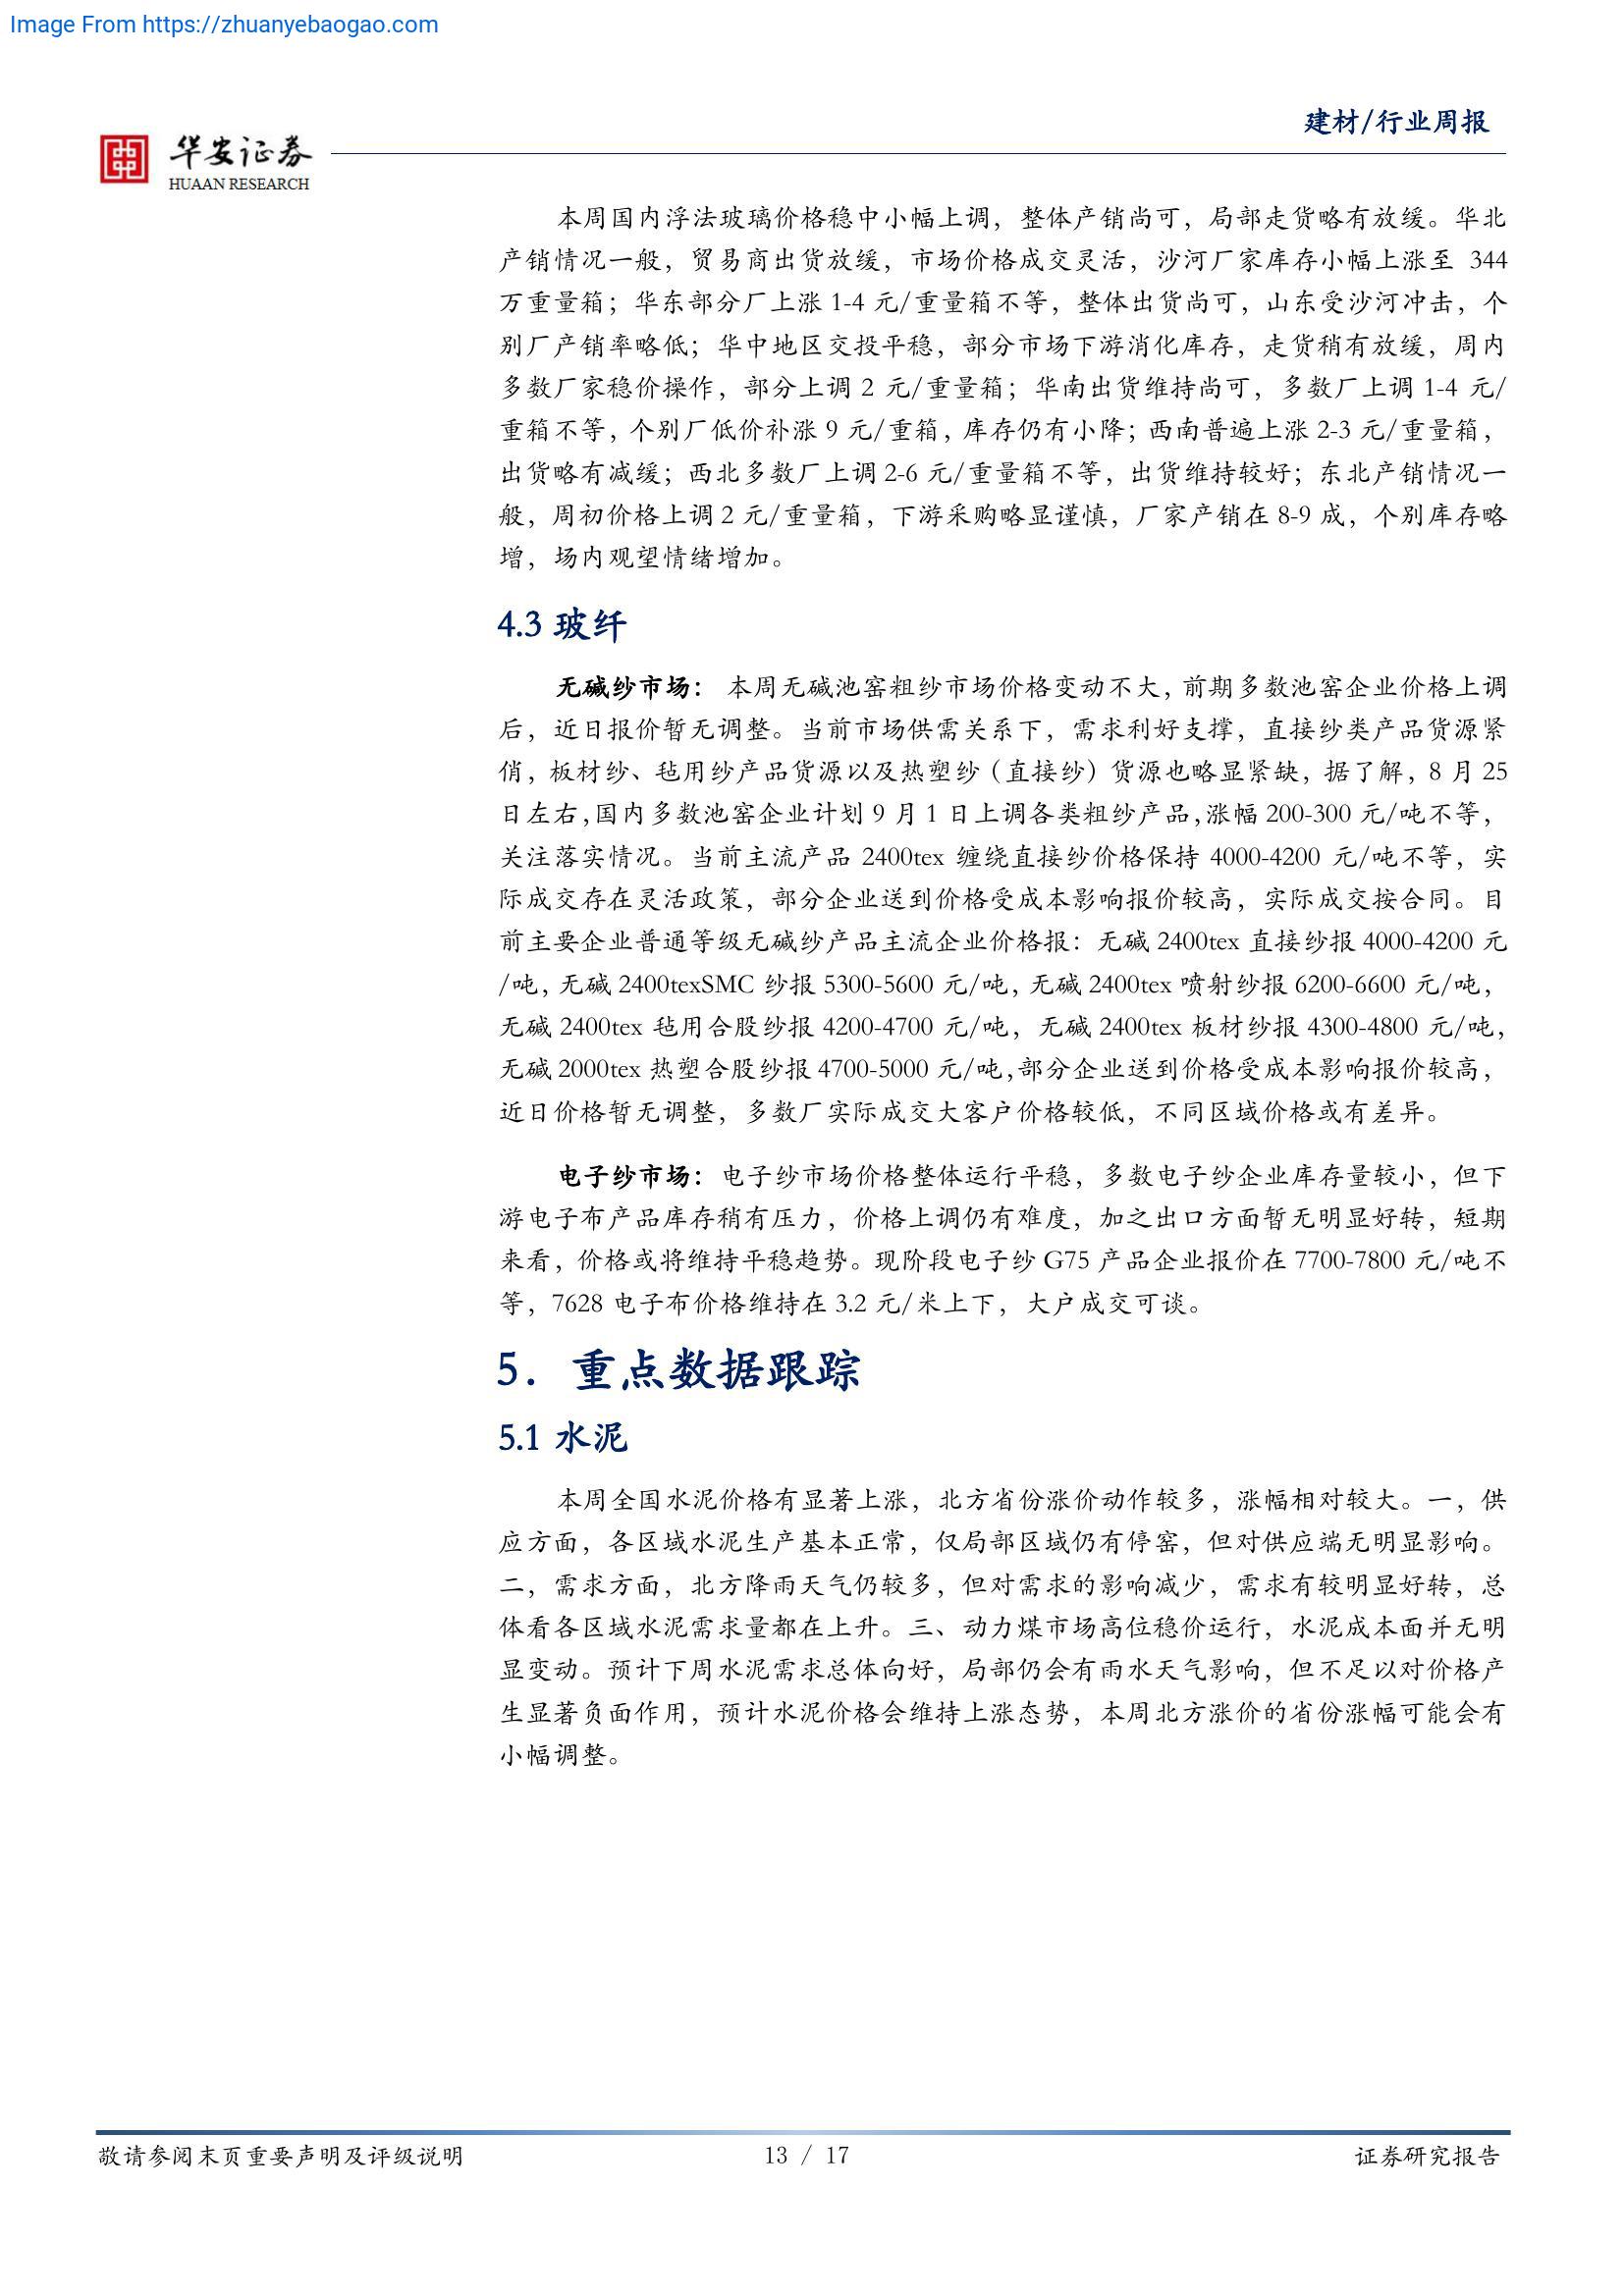 Image From https://zhuanyebaogao.com
建材/行业周报
华安证券
HUAAN RESEARCH
本周国内浮法玻璃价格稳中小幅上调，整体产销尚可，局部走货略有放缓。华北
产销情况一般，贸易商出货放缓，市场价格成交灵活，沙河厂家库存小幅上涨至 344
万重量箱；华东部分厂上涨 1-4 元/重量箱不等，整体出货尚可，山东受沙河冲击，个
别厂产销率略低；华中地区交投平稳，部分市场下游消化库存，走货稍有放缓，周内
多数厂家稳价操作，部分上调 2 元/重量箱；华南出货维持尚可，多数厂上调 1-4 元/
重箱不等，个别厂低价补涨 9 元/重箱，库存仍有小降；西南普遍上涨 2-3 元/重量箱，
出货略有减缓；西北多数厂上调 2-6 元/重量箱不等，出货维持较好；东北产销情况一
般，周初价格上调 2 元/重量箱，下游采购略显谨慎，厂家产销在 8-9 成，个别库存略
增，场内观望情绪增加。
4.3 玻纤
无碱纱市场： 本周无碱池窑粗纱市场价格变动不大，前期多数池窑企业价格上调
后，近日报价暂无调整。当前市场供需关系下，需求利好支撑，直接纱类产品货源紧
俏，板材纱、毡用纱产品货源以及热塑纱（直接纱）货源也略显紧缺，据了解，8 月 25
日左右,国内多数池窑企业计划 9 月 1 日上调各类粗纱产品,涨幅 200-300 元/吨不等，
关注落实情况。当前主流产品 2400tex 缠绕直接纱价格保持 4000-4200 元/吨不等，实
际成交存在灵活政策，部分企业送到价格受成本影响报价较高，实际成交按合同。目
前主要企业普通等级无碱纱产品主流企业价格报：无碱 2400tex 直接纱报 4000-4200 元
/吨，无碱 2400texSMC 纱报 5300-5600 元/吨，无碱 2400tex 喷射纱报 6200-6600 元/吨，
无碱 2400tex 毡用合股纱报 4200-4700 元/吨，无碱 2400tex 板材纱报 4300-4800 元/吨，
无碱 2000tex 热塑合股纱报 4700-5000 元/吨,部分企业送到价格受成本影响报价较高，
近日价格暂无调整，多数厂实际成交大客户价格较低，不同区域价格或有差异。
电子纱市场：电子纱市场价格整体运行平稳，多数电子纱企业库存量较小，但下
游电子布产品库存稍有压力，价格上调仍有难度，加之出口方面暂无明显好转，短期
来看，价格或将维持平稳趋势。现阶段电子纱 G75 产品企业报价在 7700-7800 元/吨不
等，7628 电子布价格维持在 3.2 元/米上下，大户成交可谈。
5. 重点数据跟踪
5.1 水泥
本周全国水泥价格有显著上涨，北方省份涨价动作较多，涨幅相对较大。一，供
应方面，各区域水泥生产基本正常，仅局部区域仍有停窑，但对供应端无明显影响。
二，需求方面，北方降雨天气仍较多，但对需求的影响减少，需求有较明显好转，总
体看各区域水泥需求量都在上升。三、动力煤市场高位稳价运行，水泥成本面并无明
显变动。预计下周水泥需求总体向好，局部仍会有雨水天气影响，但不足以对价格产
生显著负面作用，预计水泥价格会维持上涨态势，本周北方涨价的省份涨幅可能会有
小幅调整。
敬请参阅末页重要声明及评级说明
13 / 17
证券研究报告